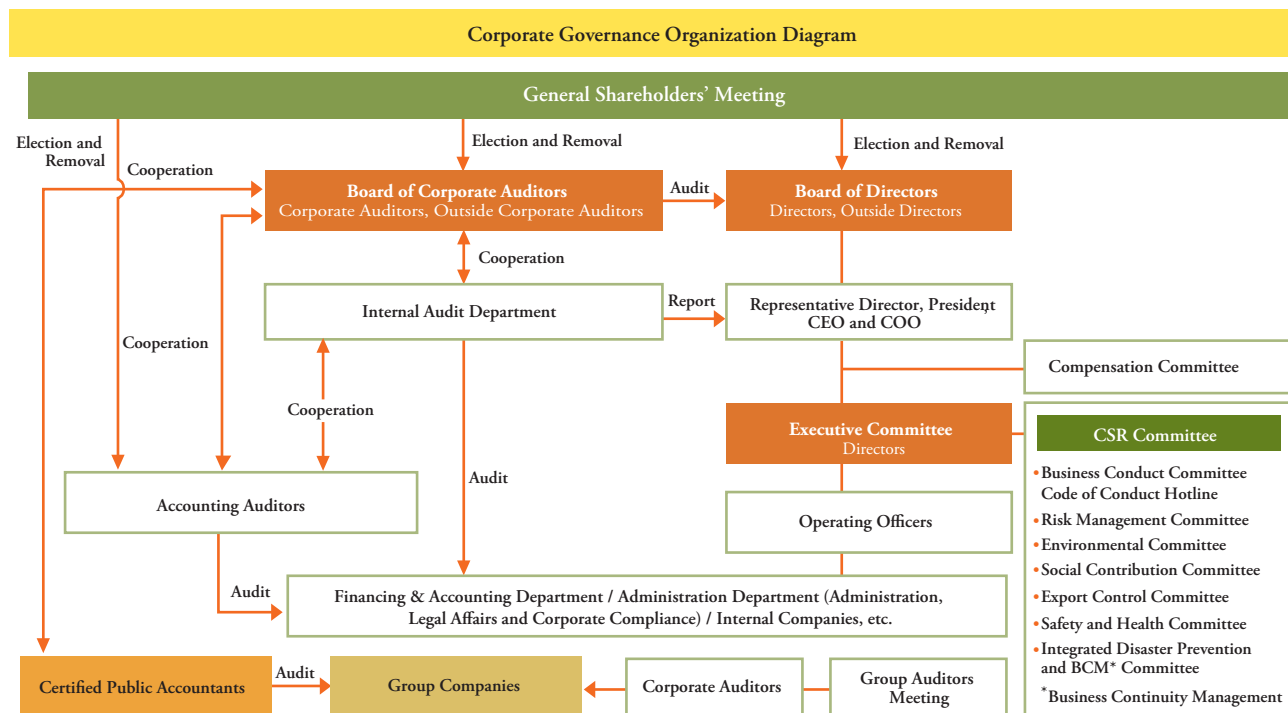 Corporate Governance Organization Diagram
General Shareholders’ Meeting
Election and
Removal
Cooperation
Election and Removal
Election and Removal
Board of Corporate Auditors
Corporate Auditors, Outside Corporate Auditors
Audit
Board of Directors
Directors, Outside Directors
Cooperation
Internal Audit Department
Report
Representative Director, President,
CEO and COO
Cooperation
Compensation Committee
Cooperation
Executive Committee
Directors
CSR Committee
•Business Conduct Committee
Code of Conduct Hotline
•Risk Management Committee
•Environmental Committee
•Social Contribution Committee
•Export Control Committee
•Safety and Health Committee
•Integrated Disaster Prevention
and BCM* Committee
*Business Continuity Management
Accounting Auditors
Audit
Operating Officers
Audit
Financing & Accounting Department / Administration Department (Administration,
Legal Affairs and Corporate Compliance) / Internal Companies, etc.
Certified Public Accountants
Audit
Group Companies
Corporate Auditors
Group Auditors
Meeting